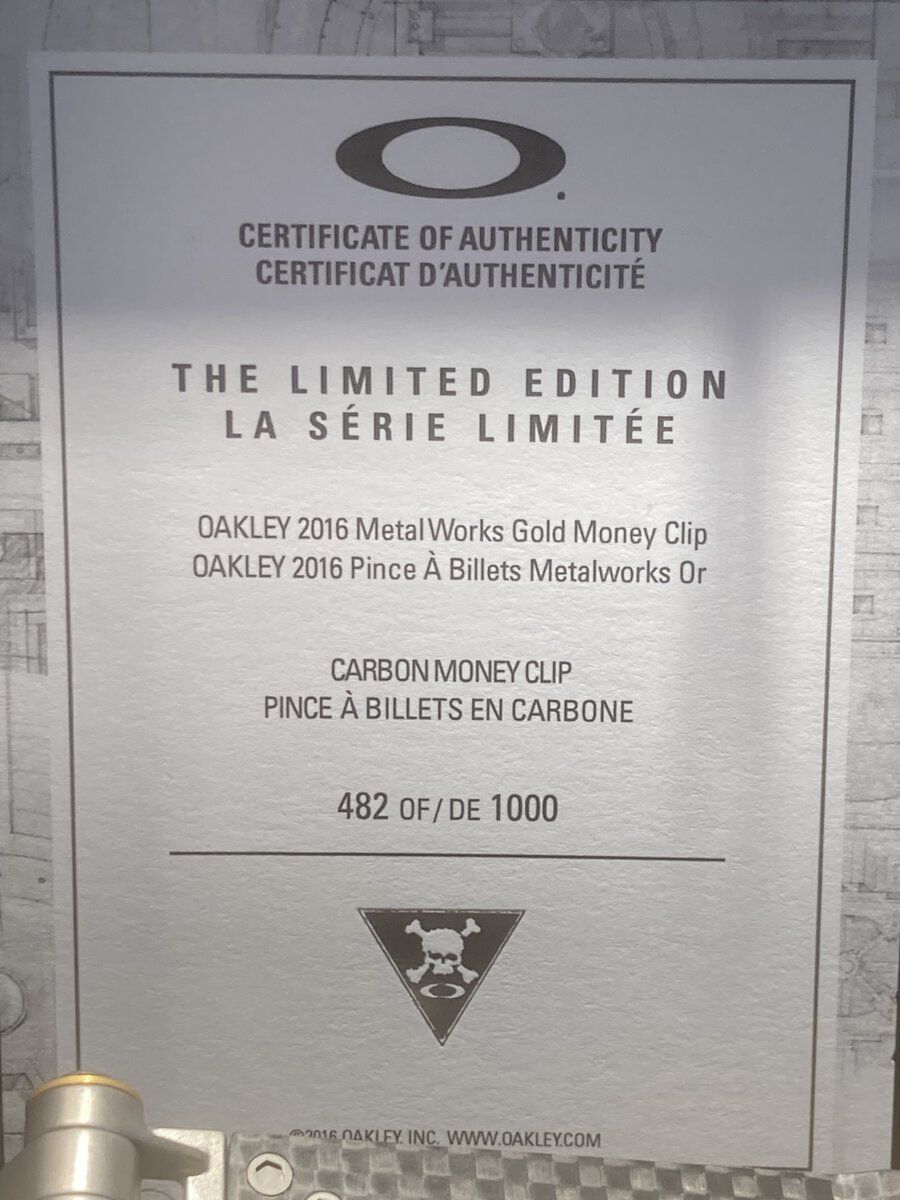 CERTIFICATE OF AUTHENTICITY
CERTIFICAT D'AUTHENTICITÉ
THE LIMITED EDITION
LA SÉRIE LIMITÉE
OAKLEY 2016 MetalWorks Gold Money Clip
OAKLEY 2016 Pince À Billets Metalworks Or
CARBON MONEY CLIP
PINCE À BILLETS EN CARBONE
482 OF/DE 1000
©2016 OAKLEY, INC. WWW.OAKLEY.COM